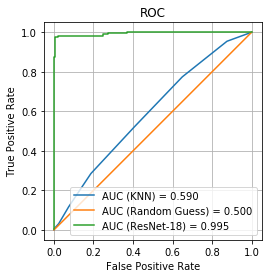 ROC
True Positive Rate
1.0
0.8
0.6
0.4
0.2
0.0
AUC (KNN) = 0.590
AUC (Random Guess) = 0.500
AUC (ResNet-18) = 0.995
0.0 0.2 0.4 0.6 0.8 1.0
False Positive Rate